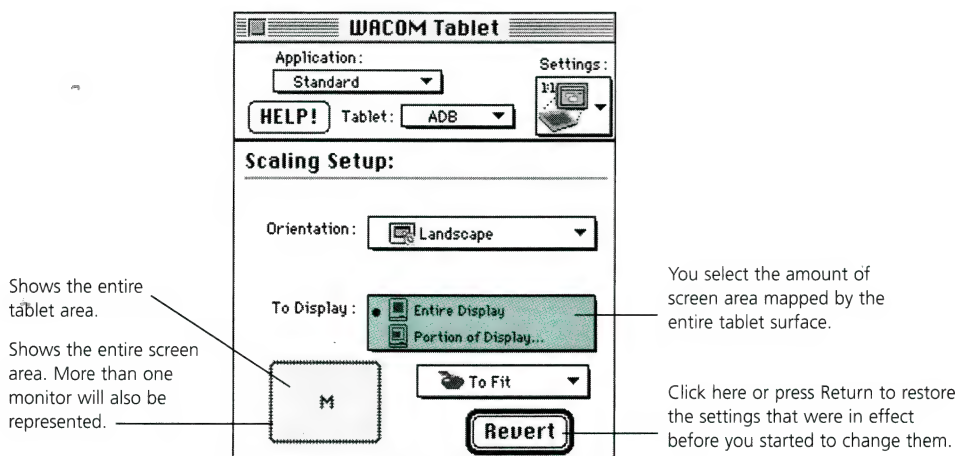 WACOM Tablet
Application:
Standard
Settings:
1:1
HELP!
Tablet:
ADB
Scaling Setup:
Orientation:
Landscape
To Display:
Entire Display
Portion of Display...
To Fit
M
Revert
Shows the entire
tablet area.
Shows the entire screen
area. More than one
monitor will also be
represented.
You select the amount of
screen area mapped by the
entire tablet surface.
Click here or press Return to restore
the settings that were in effect
before you started to change them.